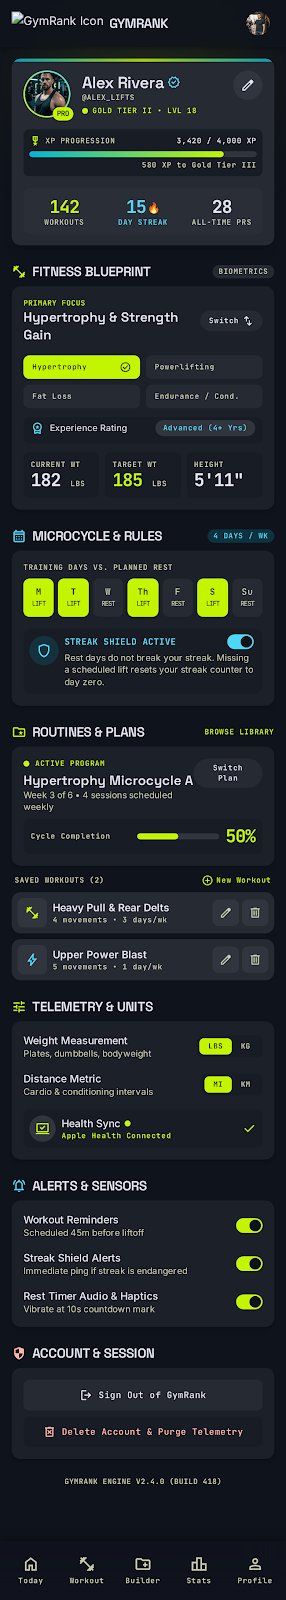 GymRank Icon GYMRANK
Alex Rivera
@ALEX_LIFTS
PRO
GOLD TIER II • LVL 18
XP PROGRESSION 3,420 / 4,000 XP
580 XP to Gold Tier III
142 15🔥 28
WORKOUTS DAY STREAK ALL-TIME PRS
FITNESS BLUEPRINT BIOMETRICS
PRIMARY FOCUS
Hypertrophy & Strength
Gain
Switch
Hypertrophy Powerlifting
Fat Loss Endurance / Cond.
Experience Rating Advanced (4+ Yrs)
CURRENT WT TARGET WT HEIGHT
182 LBS 185 LBS 5'11"
MICROCYCLE & RULES 4 DAYS / WK
TRAINING DAYS VS. PLANNED REST
M T W Th F S Su
LIFT LIFT REST LIFT REST LIFT REST
STREAK SHIELD ACTIVE
Rest days do not break your streak. Missing
a scheduled lift resets your streak counter to
day zero.
ROUTINES & PLANS BROWSE LIBRARY
ACTIVE PROGRAM
Hypertrophy Microcycle A
Switch
Plan
Week 3 of 6 • 4 sessions scheduled
weekly
Cycle Completion 50%
SAVED WORKOUTS (2) New Workout
Heavy Pull & Rear Delts
4 movements • 3 days/wk
Upper Power Blast
5 movements • 1 day/wk
TELEMETRY & UNITS
Weight Measurement
Plates, dumbbells, bodyweight
LBS KG
Distance Metric
Cardio & conditioning intervals
MI KM
Health Sync
Apple Health Connected
ALERTS & SENSORS
Workout Reminders
Scheduled 45m before liftoff
Streak Shield Alerts
Immediate ping if streak is endangered
Rest Timer Audio & Haptics
Vibrate at 10s countdown mark
ACCOUNT & SESSION
Sign Out of GymRank
Delete Account & Purge Telemetry
GYMRANK ENGINE V2.4.0 (BUILD 418)
Today Workout Builder Stats Profile